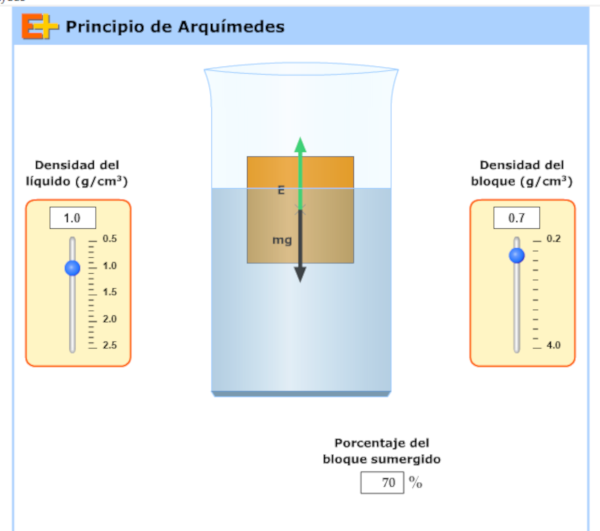 E+ Principio de Arquímedes
Densidad del
líquido (g/cm³)
1.0
0.5
1.0
1.5
2.0
2.5
E
mg
Densidad del
bloque (g/cm³)
0.7
0.2
4.0
Porcentaje del
bloque sumergido
70 %